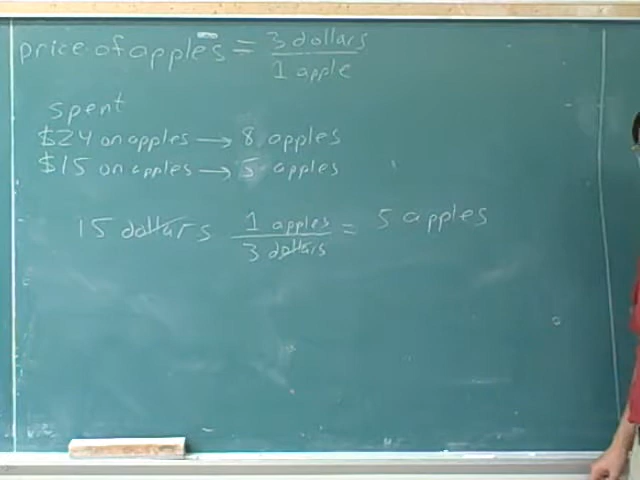 price of apples = 3 dollars / 1 apple
spent
$24 on apples → 8 apples
$15 on apples → 5 apples
15 dollars 1 apples / 3 dollars = 5 apples